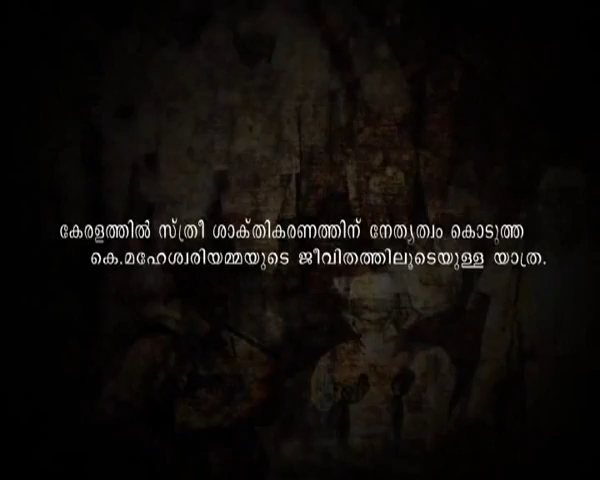 കേരളത്തിൽ സ്ത്രീ ശാക്തികരണത്തിന് നേതൃത്വം കൊടുത്ത
കെ.മഹേശ്വരിയമ്മയുടെ ജീവിതത്തിലൂടെയുള്ള യാത്ര.